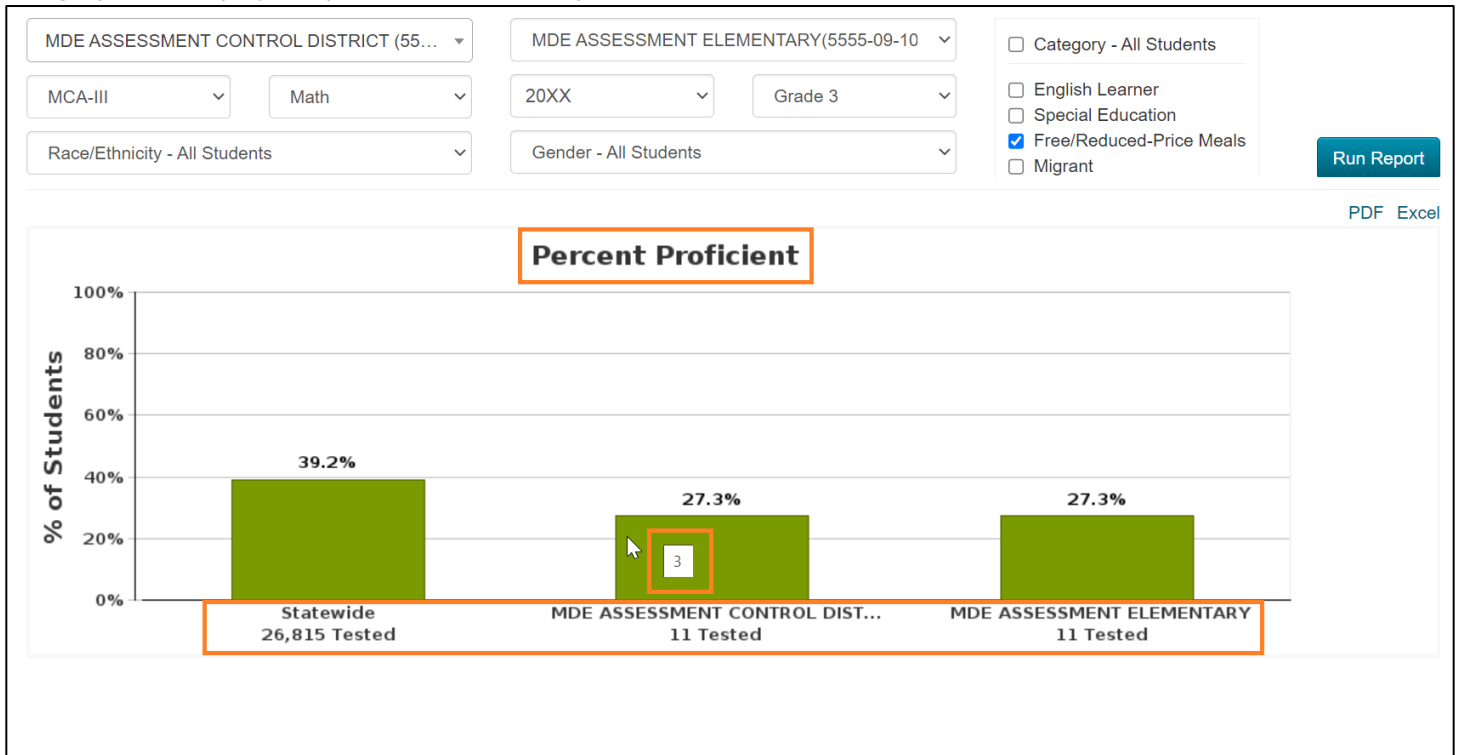 MDE ASSESSMENT CONTROL DISTRICT (55...
MDE ASSESSMENT ELEMENTARY(5555-09-10
Category - All Students
MCA-III
Math
20XX
Grade 3
English Learner
Special Education
Free/Reduced-Price Meals
Migrant
Race/Ethnicity - All Students
Gender - All Students
Run Report
PDF Excel
Percent Proficient
% of Students
100%
80%
60%
40%
20%
0%
39.2%
27.3%
27.3%
3
Statewide
26,815 Tested
MDE ASSESSMENT CONTROL DIST...
11 Tested
MDE ASSESSMENT ELEMENTARY
11 Tested